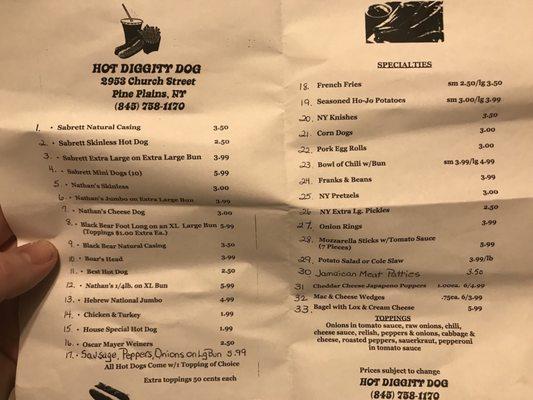 HOT DIGGITY DOG
2953 Church Street
Pine Plains, NY
(845) 758-1170
1. • Sabrett Natural Casing 3.50
2. • Sabrett Skinless Hot Dog 2.50
3. • Sabrett Extra Large on Extra Large Bun 3.99
4. • Sabrett Mini Dogs (10) 5.99
5. • Nathan's Skinless 3.00
6. • Nathan's Jumbo on Extra Large Bun 3.99
7. • Nathan's Cheese Dog 3.00
8. • Black Bear Foot Long on an XL Large Bun 5.99
(Toppings $1.00 Extra Ea.)
9. • Black Bear Natural Casing 3.50
10. • Boar's Head 3.99
11. • Best Hot Dog 2.50
12. • Nathan's 1/4lb. on XL Bun 5.99
13. • Hebrew National Jumbo 4.99
14. • Chicken & Turkey 1.99
15. • House Special Hot Dog 1.99
16. • Oscar Mayer Weiners 2.50
17. • Sausage, Peppers, Onions on Lg Bun 5.99
All Hot Dogs Come w/1 Topping of Choice
Extra toppings 50 cents each
SPECIALTIES
18. French Fries sm 2.50/lg 3.50
19. Seasoned Ho-Jo Potatoes sm 3.00/lg 3.99
20. NY Knishes 3.50
21. Corn Dogs 3.00
22. Pork Egg Rolls 3.00
23. Bowl of Chili w/Bun sm 3.99/lg 4.99
24. Franks & Beans 3.99
25. NY Pretzels 3.00
26 NY Extra Lg. Pickles 2.50
27. Onion Rings 3.99
28. Mozzarella Sticks w/Tomato Sauce 5.99
(7 Pieces)
29. Potato Salad or Cole Slaw 3.99/lb
30 Jamaican Meat Patties 3.50
31 Cheddar Cheese Japapeno Peppers 1.00ea. 6/4.99
32 Mac & Cheese Wedges .75ea. 6/3.99
33. Bagel with Lox & Cream Cheese 5.99
TOPPINGS
Onions in tomato sauce, raw onions, chili,
cheese sauce, relish, peppers & onions, cabbage &
cheese, roasted peppers, sauerkraut, pepperoni
in tomato sauce
Prices subject to change
HOT DIGGITY DOG
(845) 758-1170